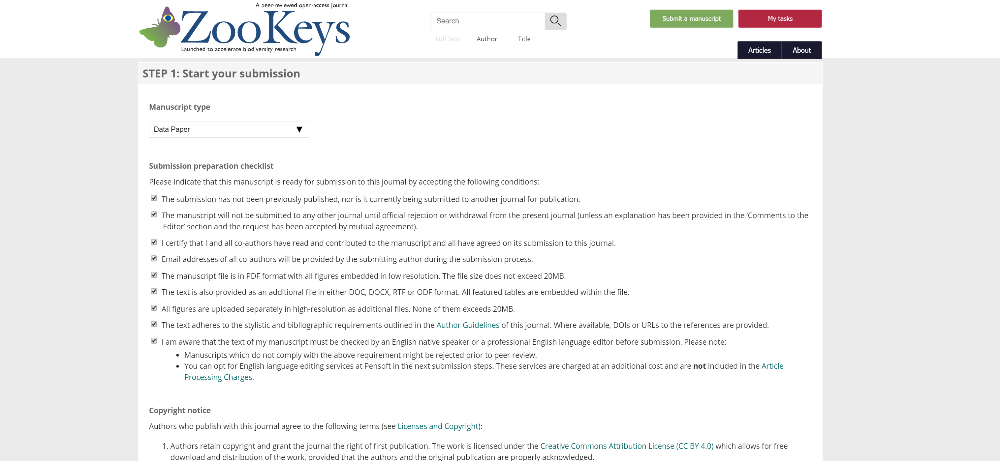 A peer-reviewed open-access journal
ZooKeys
Launched to accelerate biodiversity research
Search...
Full Text Author Title
Submit a manuscript
My tasks
Articles
About
STEP 1: Start your submission
Manuscript type
Data Paper
Submission preparation checklist
Please indicate that this manuscript is ready for submission to this journal by accepting the following conditions:
The submission has not been previously published, nor is it currently being submitted to another journal for publication.
The manuscript will not be submitted to any other journal until official rejection or withdrawal from the present journal (unless an explanation has been provided in the ‘Comments to the
Editor’ section and the request has been accepted by mutual agreement).
I certify that I and all co-authors have read and contributed to the manuscript and all have agreed on its submission to this journal.
Email addresses of all co-authors will be provided by the submitting author during the submission process.
The manuscript file is in PDF format with all figures embedded in low resolution. The file size does not exceed 20MB.
The text is also provided as an additional file in either DOC, DOCX, RTF or ODF format. All featured tables are embedded within the file.
All figures are uploaded separately in high-resolution as additional files. None of them exceeds 20MB.
The text adheres to the stylistic and bibliographic requirements outlined in the Author Guidelines of this journal. Where available, DOIs or URLs to the references are provided.
I am aware that the text of my manuscript must be checked by an English native speaker or a professional English language editor before submission. Please note:
• Manuscripts which do not comply with the above requirement might be rejected prior to peer review.
• You can opt for English language editing services at Pensoft in the next submission steps. These services are charged at an additional cost and are not included in the Article
Processing Charges.
Copyright notice
Authors who publish with this journal agree to the following terms (see Licenses and Copyright):
1. Authors retain copyright and grant the journal the right of first publication. The work is licensed under the Creative Commons Attribution License (CC BY 4.0) which allows for free
download and distribution of the work, provided that the authors and the original publication are properly acknowledged.